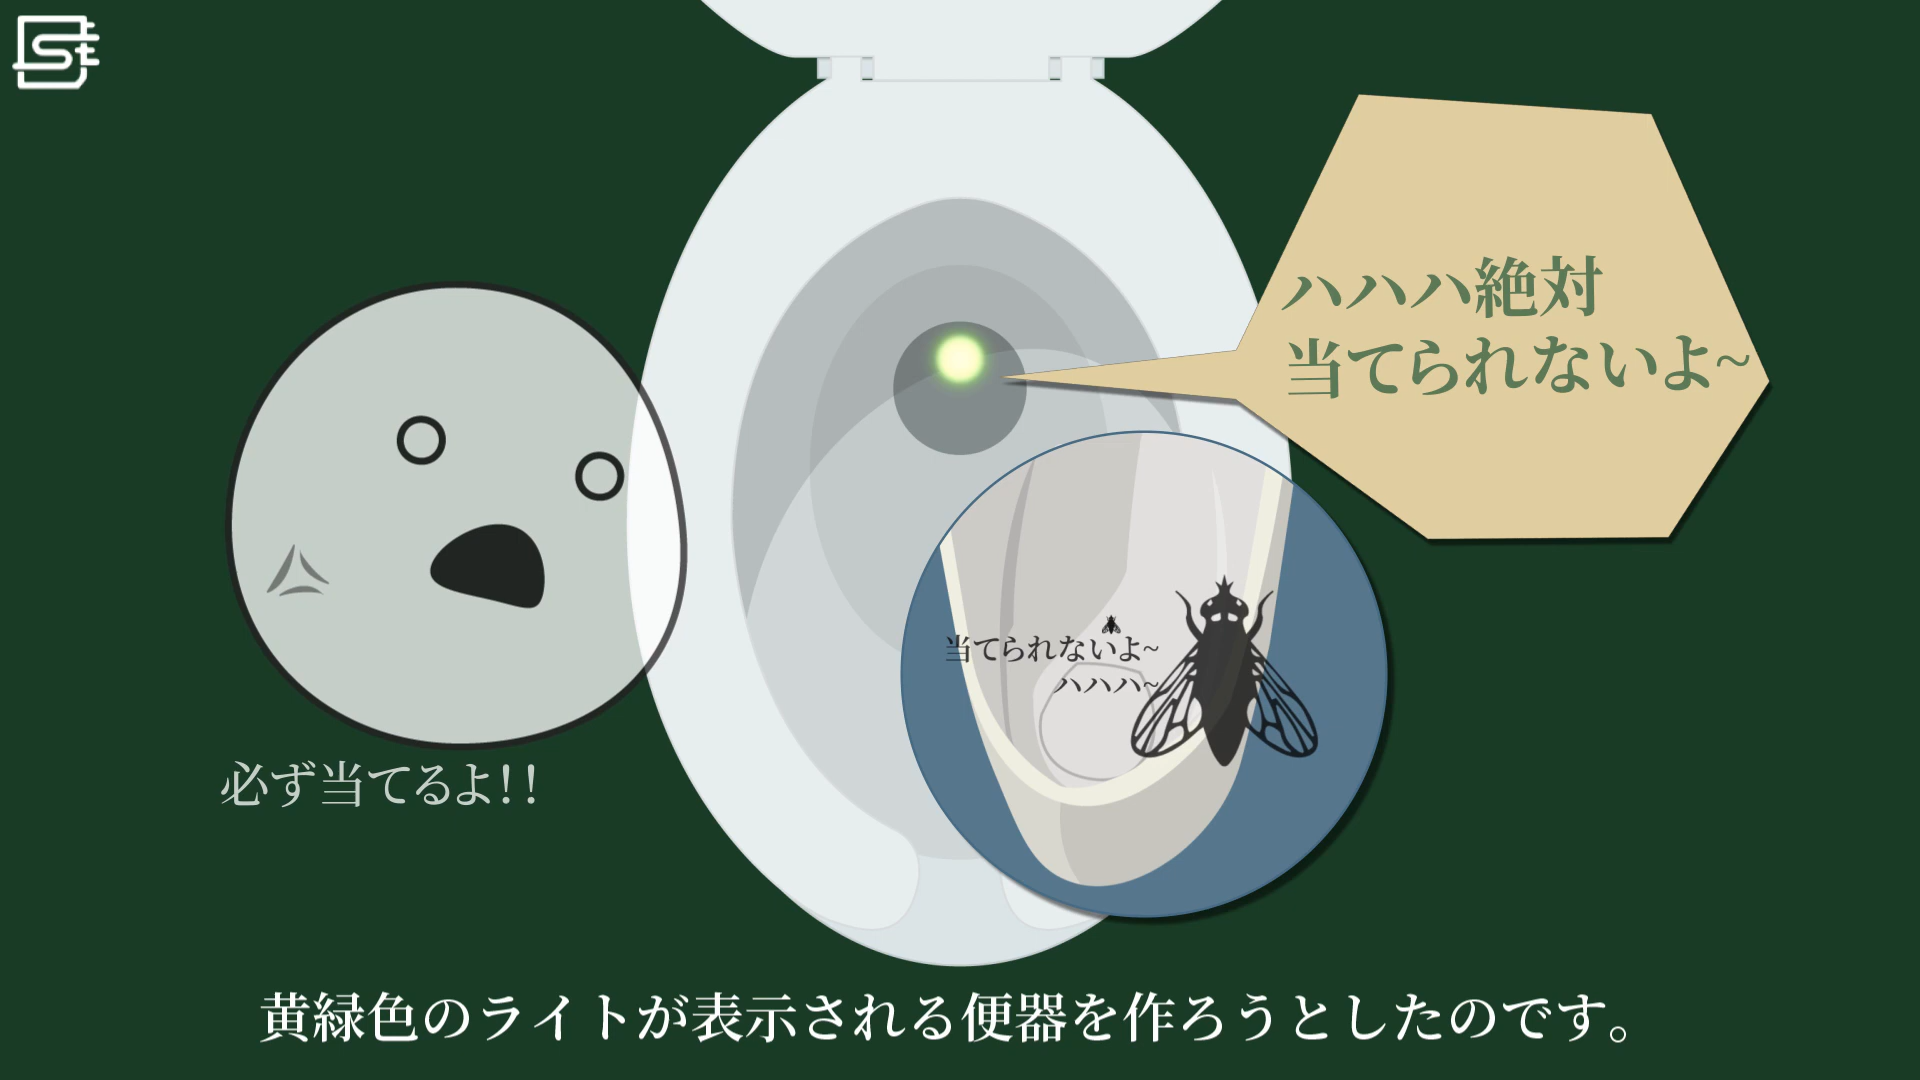 ハハハ絶対
当てられないよ~
当てられないよ~
ハハハ~
必ず当てるよ!!
黄緑色のライトが表示される便器を作ろうとしたのです。